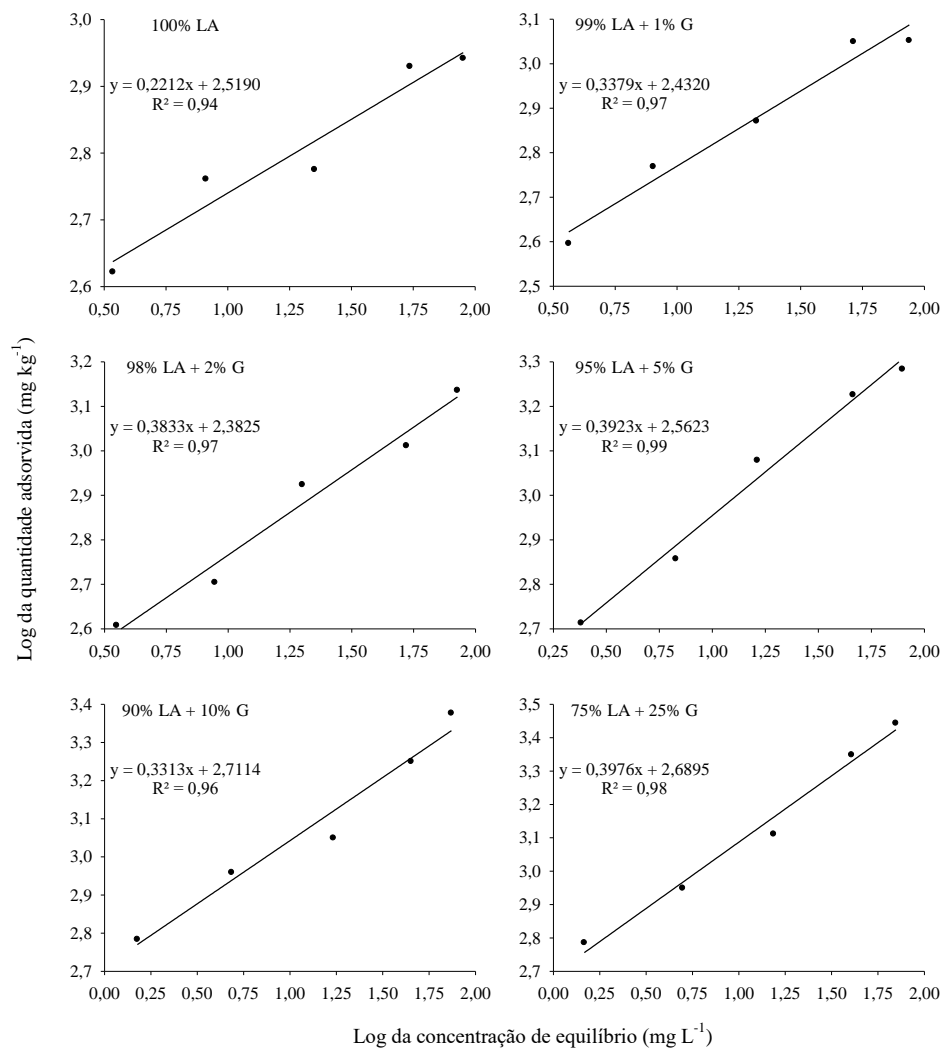 100% LA
y = 0,2212x + 2,5190
R² = 0,94
3,0
2,9
2,8
2,7
2,6
0,50 0,75 1,00 1,25 1,50 1,75 2,00
99% LA + 1% G
y = 0,3379x + 2,4320
R² = 0,97
3,1
3,0
2,9
2,8
2,7
2,6
2,5
0,50 0,75 1,00 1,25 1,50 1,75 2,00
Log da quantidade adsorvida (mg kg⁻¹)
98% LA + 2% G
y = 0,3833x + 2,3825
R² = 0,97
3,2
3,1
3,0
2,9
2,8
2,7
2,6
0,50 0,75 1,00 1,25 1,50 1,75 2,00
95% LA + 5% G
y = 0,3923x + 2,5623
R² = 0,99
3,3
3,2
3,1
3,0
2,9
2,8
2,7
0,25 0,50 0,75 1,00 1,25 1,50 1,75 2,00
90% LA + 10% G
y = 0,3313x + 2,7114
R² = 0,96
3,4
3,3
3,2
3,1
3,0
2,9
2,8
2,7
0,00 0,25 0,50 0,75 1,00 1,25 1,50 1,75 2,00
75% LA + 25% G
y = 0,3976x + 2,6895
R² = 0,98
3,5
3,4
3,3
3,2
3,1
3,0
2,9
2,8
2,7
0,00 0,25 0,50 0,75 1,00 1,25 1,50 1,75 2,00
Log da concentração de equilíbrio (mg L⁻¹)